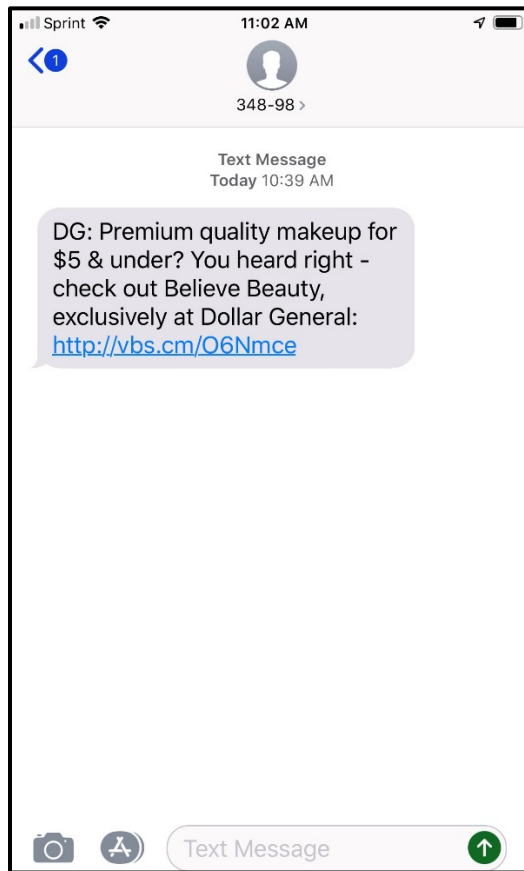 Sprint 11:02 AM
1
348-98
Text Message
Today 10:39 AM
DG: Premium quality makeup for
$5 & under? You heard right -
check out Believe Beauty,
exclusively at Dollar General:
http://vbs.cm/O6Nmce
Text Message